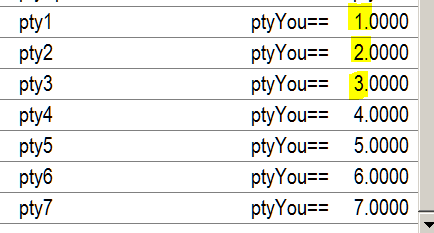 pty1 ptyYou== 1.0000
pty2 ptyYou== 2.0000
pty3 ptyYou== 3.0000
pty4 ptyYou== 4.0000
pty5 ptyYou== 5.0000
pty6 ptyYou== 6.0000
pty7 ptyYou== 7.0000